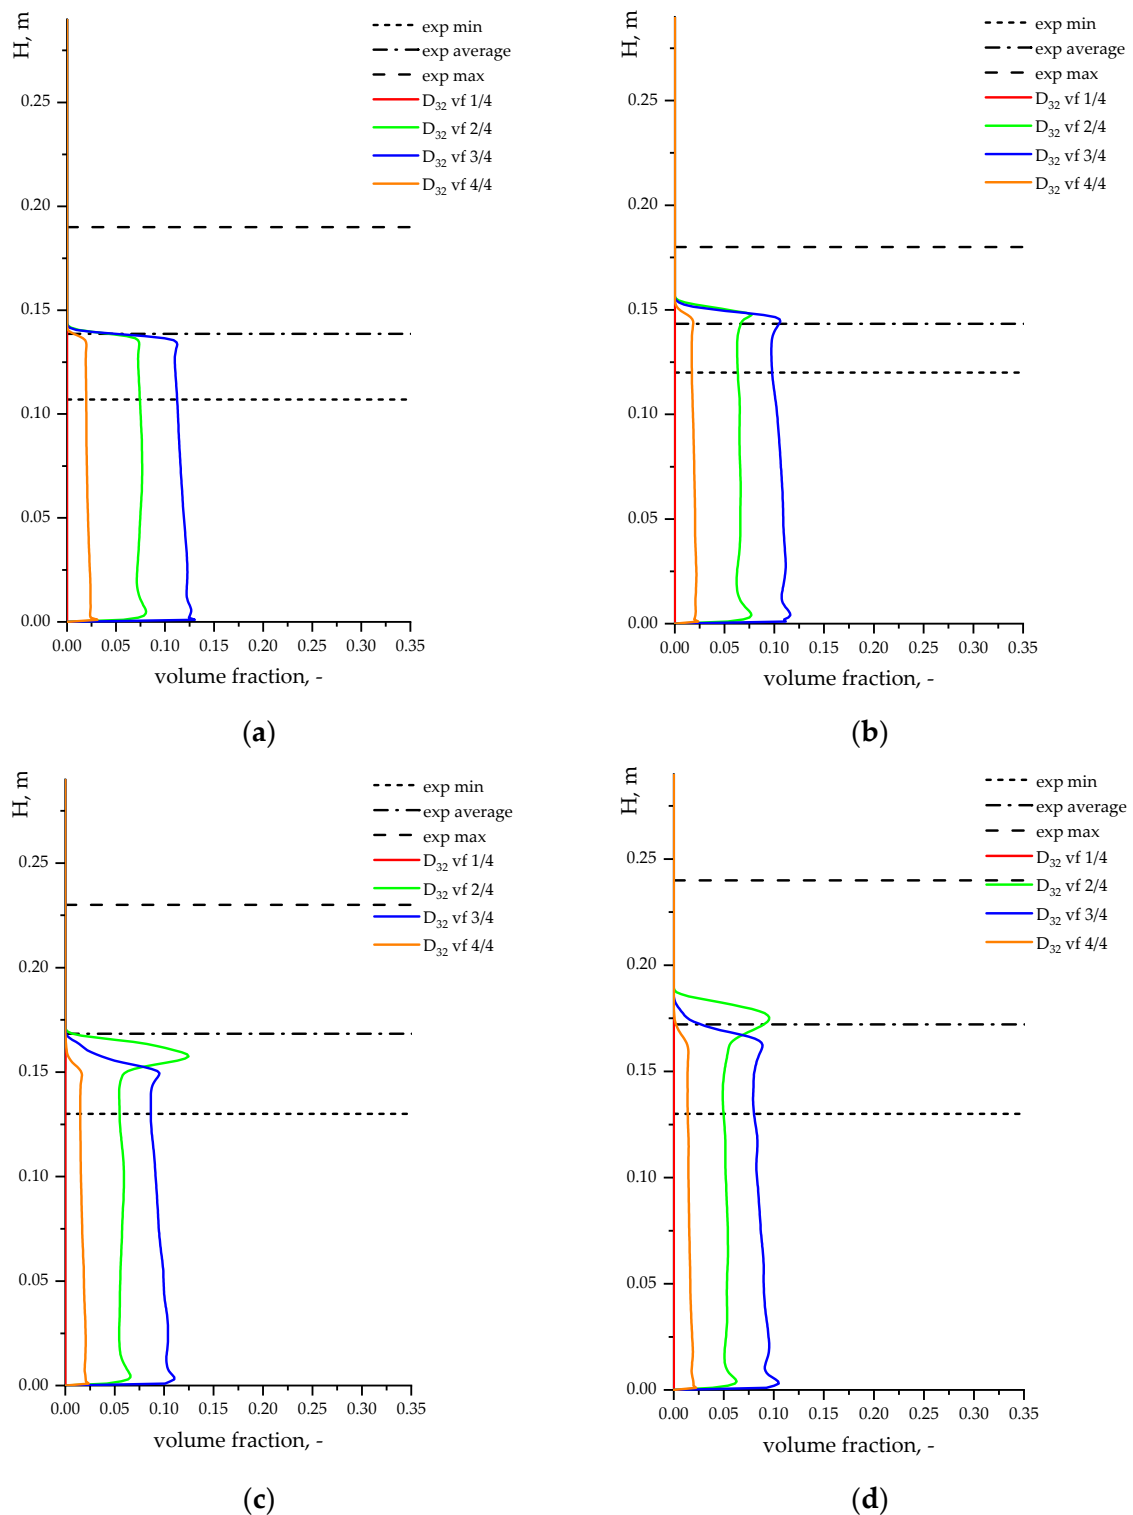 H, m
exp min
exp average
exp max
D32 vf 1/4
D32 vf 2/4
D32 vf 3/4
D32 vf 4/4
0.25
0.20
0.15
0.10
0.05
0.00
0.00 0.05 0.10 0.15 0.20 0.25 0.30 0.35
volume fraction, -
(a)
H, m
exp min
exp average
exp max
D32 vf 1/4
D32 vf 2/4
D32 vf 3/4
D32 vf 4/4
0.25
0.20
0.15
0.10
0.05
0.00
0.00 0.05 0.10 0.15 0.20 0.25 0.30 0.35
volume fraction, -
(b)
H, m
exp min
exp average
exp max
D32 vf 1/4
D32 vf 2/4
D32 vf 3/4
D32 vf 4/4
0.25
0.20
0.15
0.10
0.05
0.00
0.00 0.05 0.10 0.15 0.20 0.25 0.30 0.35
volume fraction, -
(c)
H, m
exp min
exp average
exp max
D32 vf 1/4
D32 vf 2/4
D32 vf 3/4
D32 vf 4/4
0.25
0.20
0.15
0.10
0.05
0.00
0.00 0.05 0.10 0.15 0.20 0.25 0.30 0.35
volume fraction, -
(d)